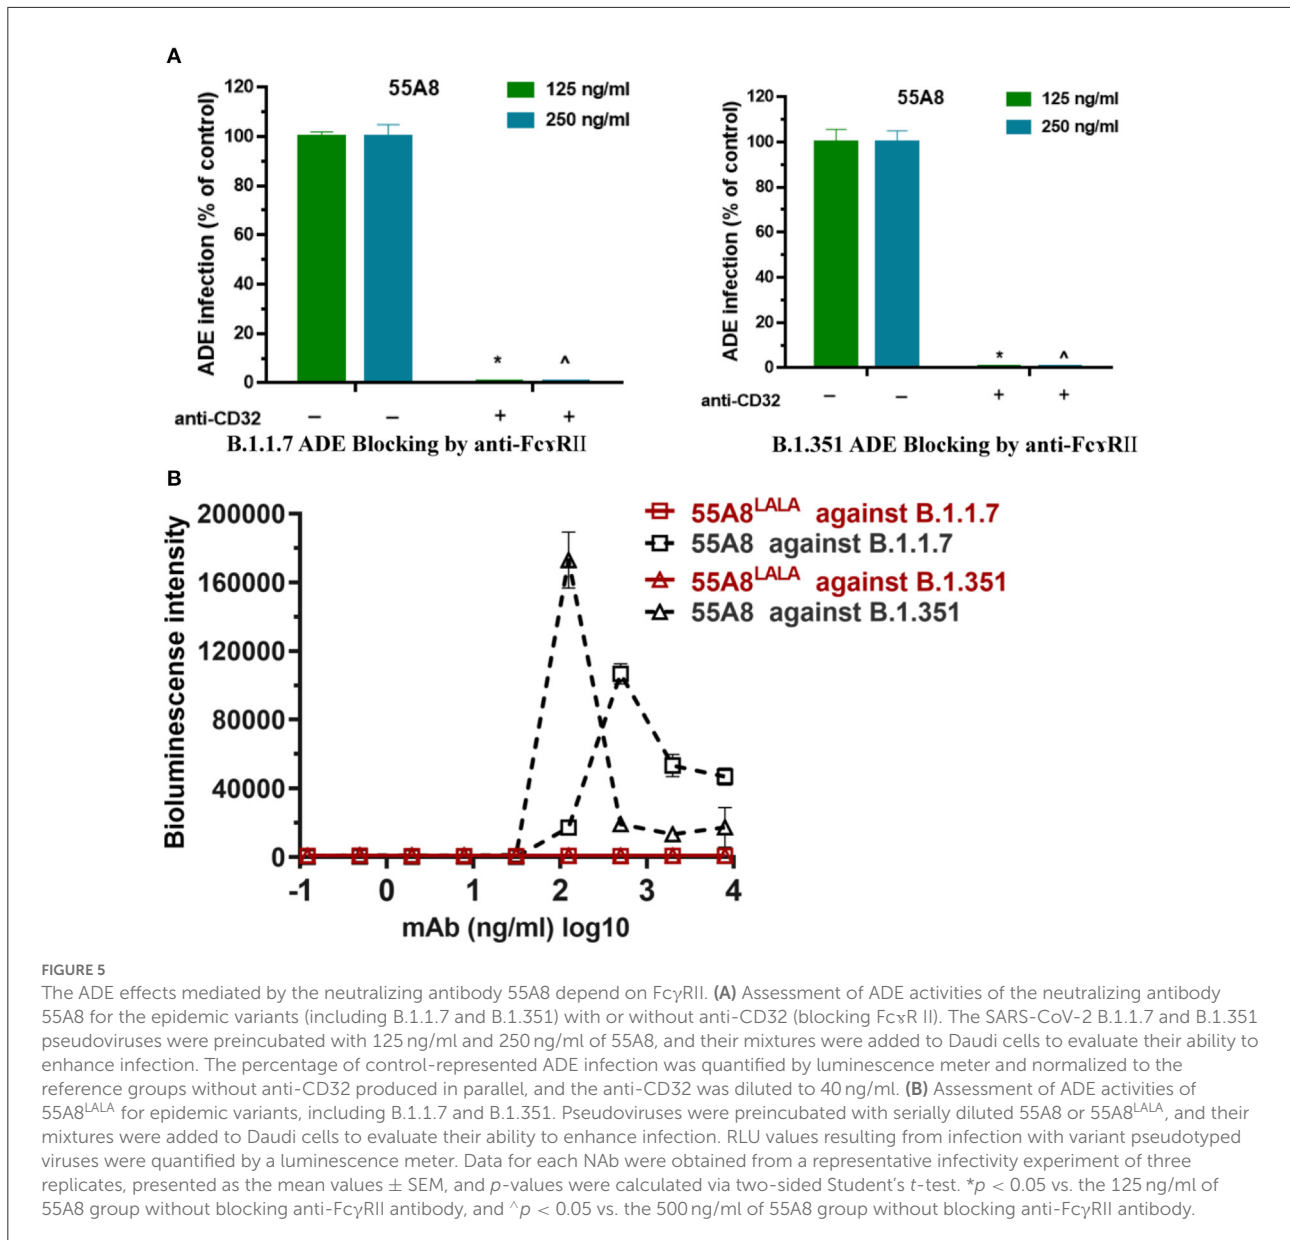 A
55A8
125 ng/ml
250 ng/ml
ADE infection (% of control)
120
100
80
60
40
20
0
*
^
anti-CD32
– – + +
B.1.1.7 ADE Blocking by anti-FcɤRII
55A8
125 ng/ml
250 ng/ml
ADE infection (% of control)
120
100
80
60
40
20
0
*
^
anti-CD32
– – + +
B.1.351 ADE Blocking by anti-FcɤRII
B
55A8LALA against B.1.1.7
55A8 against B.1.1.7
55A8LALA against B.1.351
55A8 against B.1.351
Bioluminescense intensity
200000
160000
120000
80000
40000
0
-1 0 1 2 3 4
mAb (ng/ml) log10
FIGURE 5
The ADE effects mediated by the neutralizing antibody 55A8 depend on FcγRII. (A) Assessment of ADE activities of the neutralizing antibody
55A8 for the epidemic variants (including B.1.1.7 and B.1.351) with or without anti-CD32 (blocking FcɤR II). The SARS-CoV-2 B.1.1.7 and B.1.351
pseudoviruses were preincubated with 125 ng/ml and 250 ng/ml of 55A8, and their mixtures were added to Daudi cells to evaluate their ability to
enhance infection. The percentage of control-represented ADE infection was quantified by luminescence meter and normalized to the
reference groups without anti-CD32 produced in parallel, and the anti-CD32 was diluted to 40 ng/ml. (B) Assessment of ADE activities of
55A8LALA for epidemic variants, including B.1.1.7 and B.1.351. Pseudoviruses were preincubated with serially diluted 55A8 or 55A8LALA, and their
mixtures were added to Daudi cells to evaluate their ability to enhance infection. RLU values resulting from infection with variant pseudotyped
viruses were quantified by a luminescence meter. Data for each NAb were obtained from a representative infectivity experiment of three
replicates, presented as the mean values ± SEM, and p-values were calculated via two-sided Student's t-test. *p < 0.05 vs. the 125 ng/ml of
55A8 group without blocking anti-FcγRII antibody, and ^p < 0.05 vs. the 500 ng/ml of 55A8 group without blocking anti-FcγRII antibody.